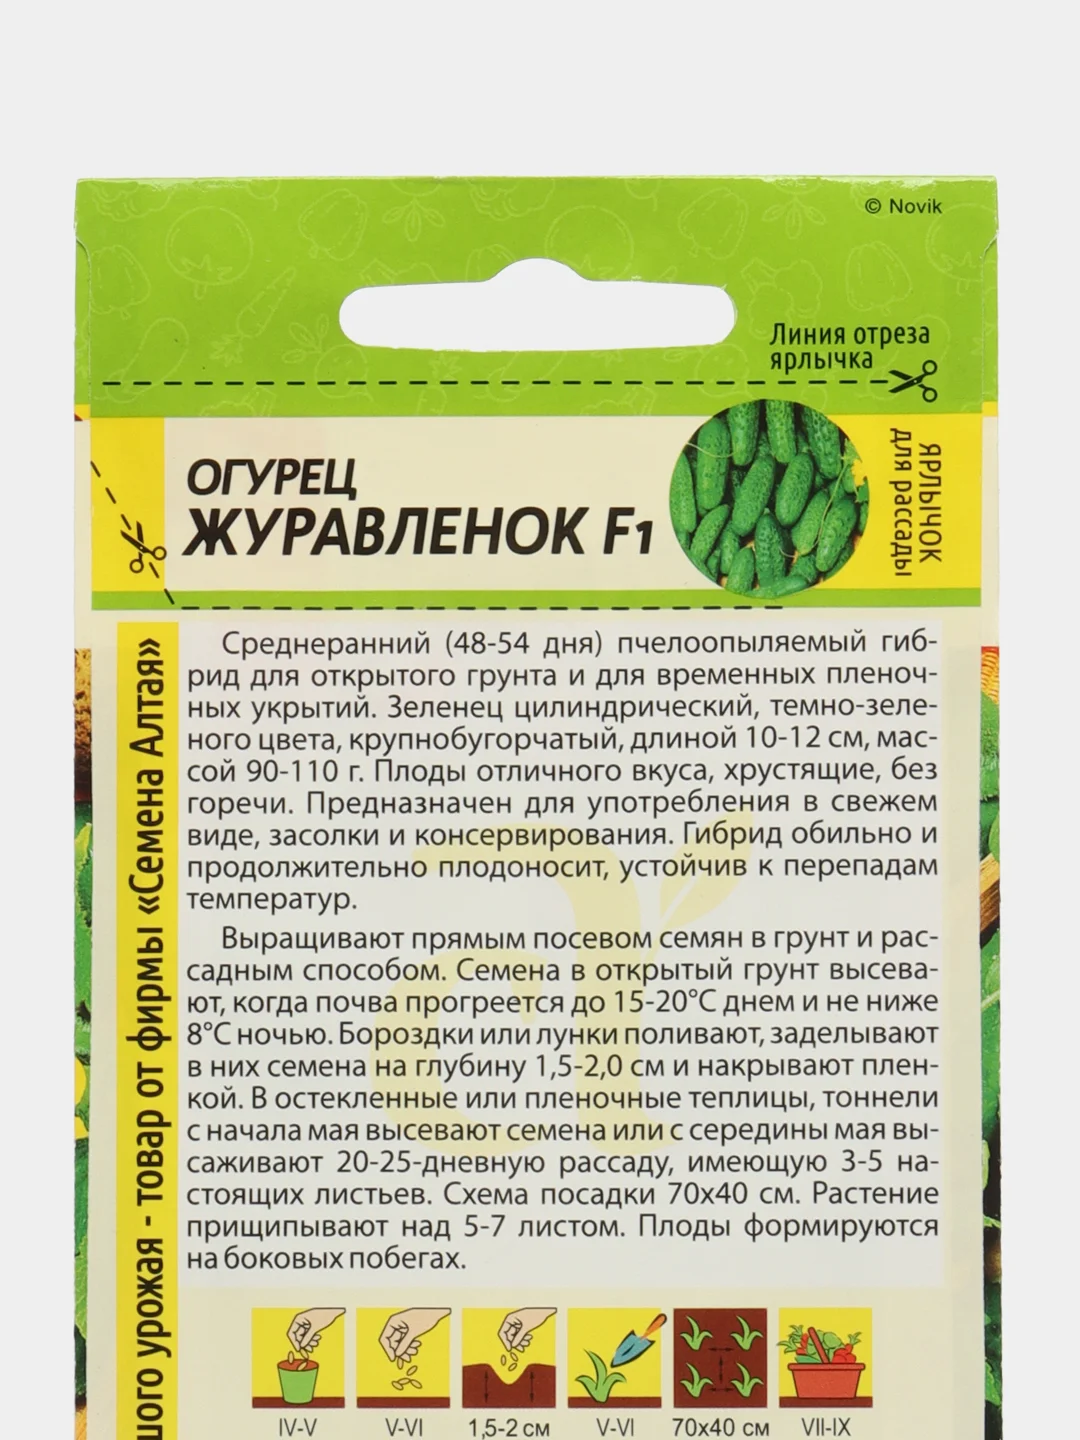 © Novik
Линия отреза
ярлычка
ОГУРЕЦ
ЖУРАВЛЕНОК F1
ЯРЛЫЧОК
для рассады
Среднеранний (48-54 дня) пчелоопыляемый гиб-
рид для открытого грунта и для временных пленоч-
ных укрытий. Зеленец цилиндрический, темно-зеле-
ного цвета, крупнобугорчатый, длиной 10-12 см, мас-
сой 90-110 г. Плоды отличного вкуса, хрустящие, без
горечи. Предназначен для употребления в свежем
виде, засолки и консервирования. Гибрид обильно и
продолжительно плодоносит, устойчив к перепадам
температур.
Выращивают прямым посевом семян в грунт и рас-
садным способом. Семена в открытый грунт высева-
ют, когда почва прогреется до 15-20°С днем и не ниже
8°С ночью. Бороздки или лунки поливают, заделывают
в них семена на глубину 1,5-2,0 см и накрывают плен-
кой. В остекленные или пленочные теплицы, тоннели
с начала мая высевают семена или с середины мая вы-
саживают 20-25-дневную рассаду, имеющую 3-5 на-
стоящих листьев. Схема посадки 70х40 см. Растение
прищипывают над 5-7 листом. Плоды формируются
на боковых побегах.
шого урожая - товар от фирмы «Семена Алтая»
IV-V V-VI 1,5-2 см V-VI 70х40 см VII-IX